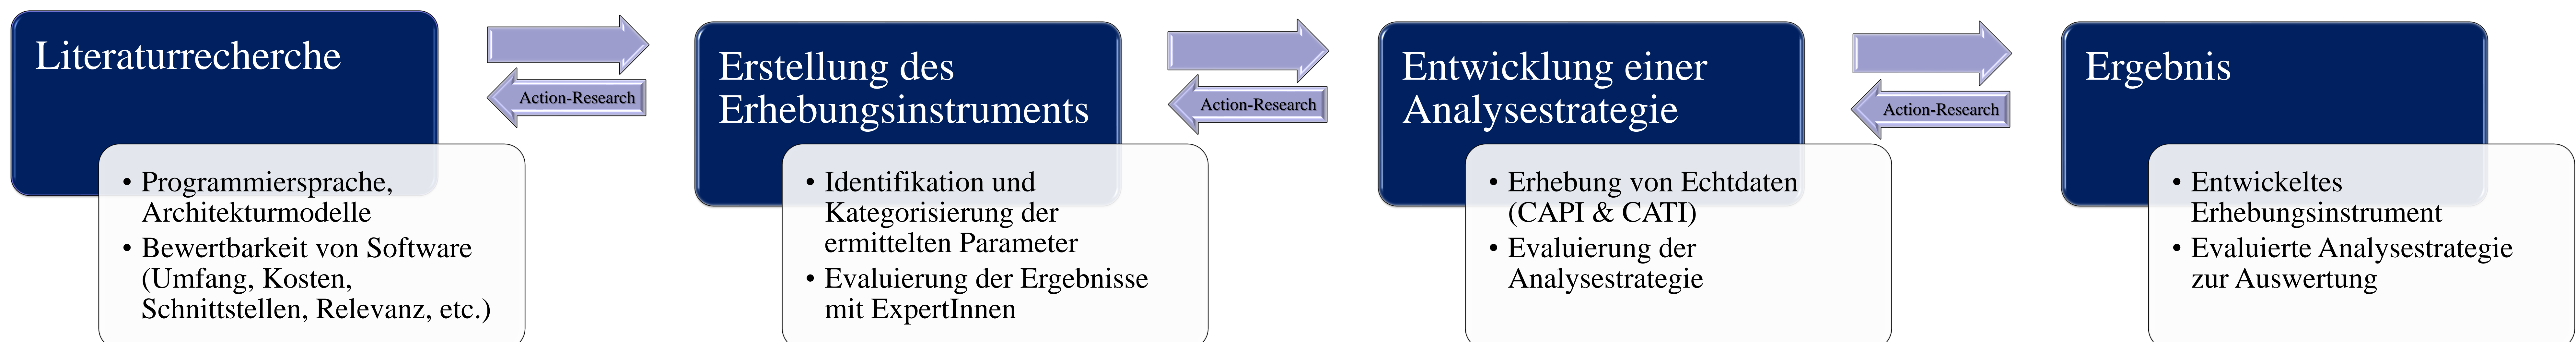 Literaturrecherche
• Programmiersprache,
Architekturmodelle
• Bewertbarkeit von Software
(Umfang, Kosten,
Schnittstellen, Relevanz, etc.)
Action-Research
Erstellung des
Erhebungsinstruments
• Identifikation und
Kategorisierung der
ermittelten Parameter
• Evaluierung der Ergebnisse
mit ExpertInnen
Action-Research
Entwicklung einer
Analysestrategie
• Erhebung von Echtdaten
(CAPI & CATI)
• Evaluierung der
Analysestrategie
Action-Research
Ergebnis
• Entwickeltes
Erhebungsinstrument
• Evaluierte Analysestrategie
zur Auswertung